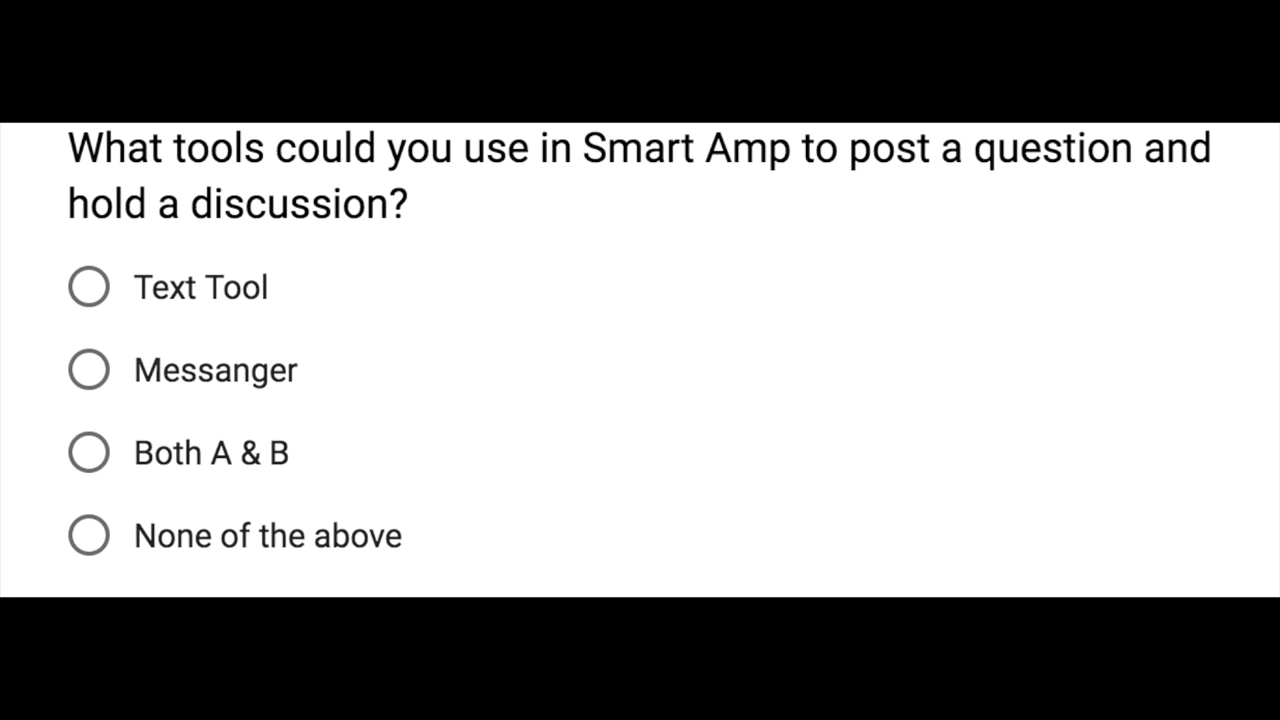 What tools could you use in Smart Amp to post a question and
hold a discussion?
Text Tool
Messanger
Both A & B
None of the above